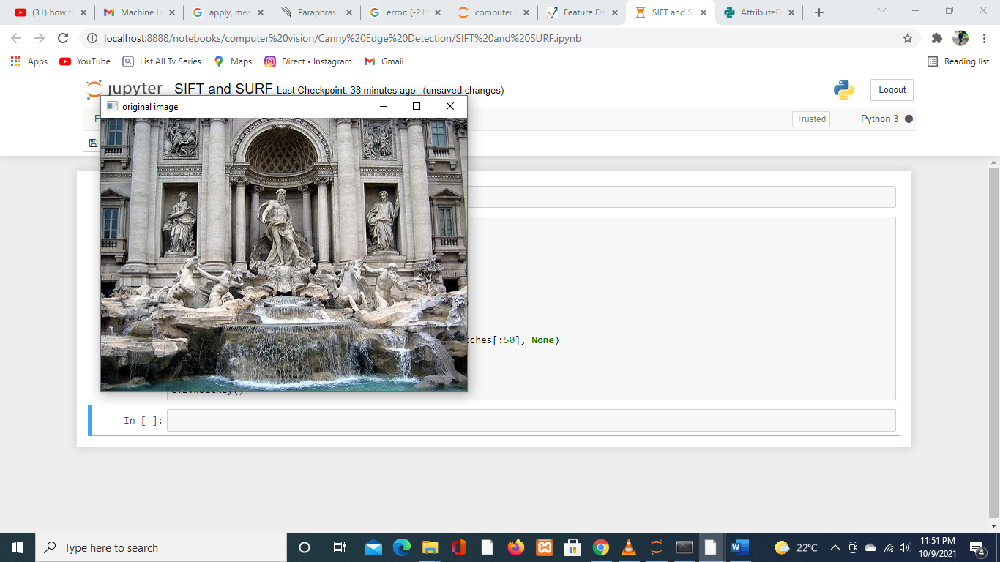 (31) how to
Machine Le
apply, mea
Paraphrasi
error: (-215
computer v
Feature De
SIFT and S
AttributeEr
localhost:8888/notebooks/computer%20vision/Canny%20Edge%20Detection/SIFT%20and%20SURF.ipynb
Apps
YouTube
List All Tv Series
Maps
Direct • Instagram
Gmail
Reading list
jupyter SIFT and SURF Last Checkpoint: 38 minutes ago (unsaved changes)
Logout
original image
F
Trusted
Python 3
tches[:50], None)
In [ ]:
Type here to search
22°C
11:51 PM
10/9/2021
4